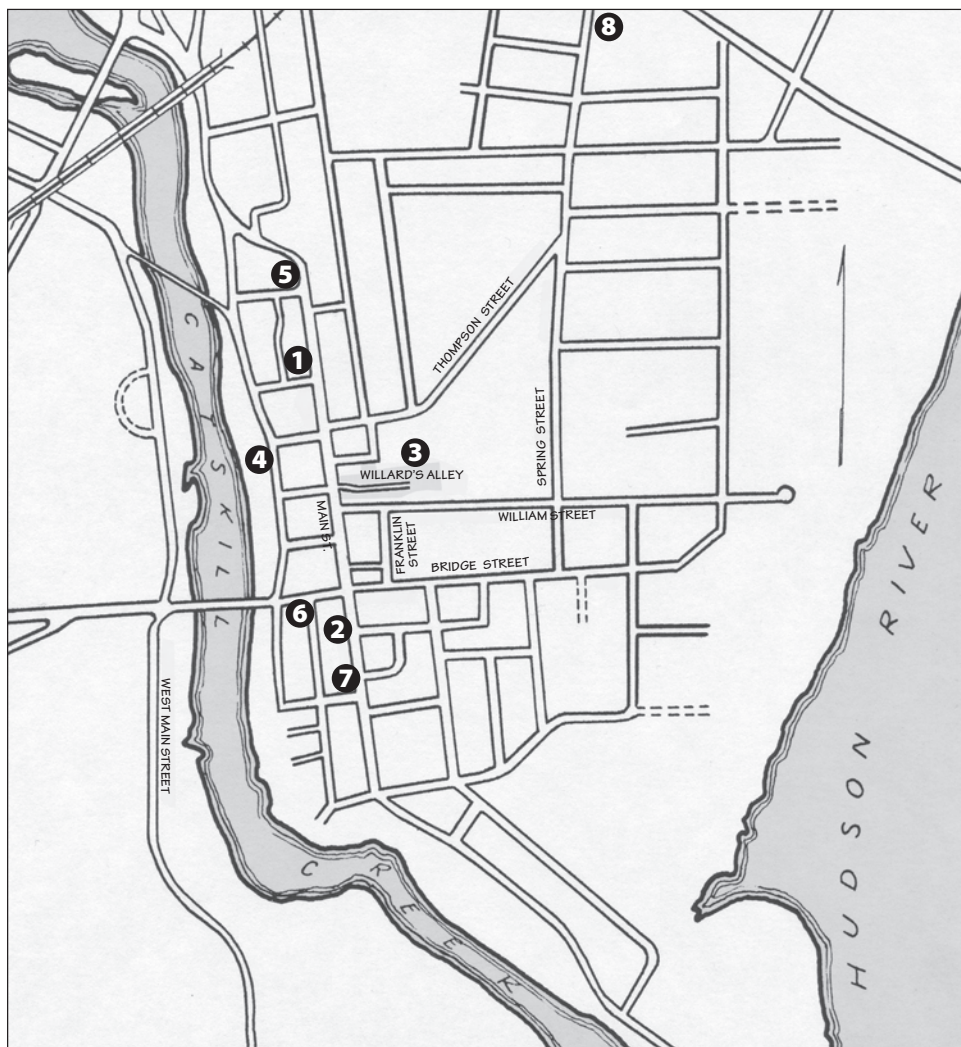 8
5
1
THOMPSON STREET
CATSKILL
4
3
WILLARD'S ALLEY
SPRING STREET
MAIN ST.
FRANKLIN
STREET
WILLIAM STREET
BRIDGE STREET
6
2
7
WEST MAIN STREET
CREEK
HUDSON RIVER